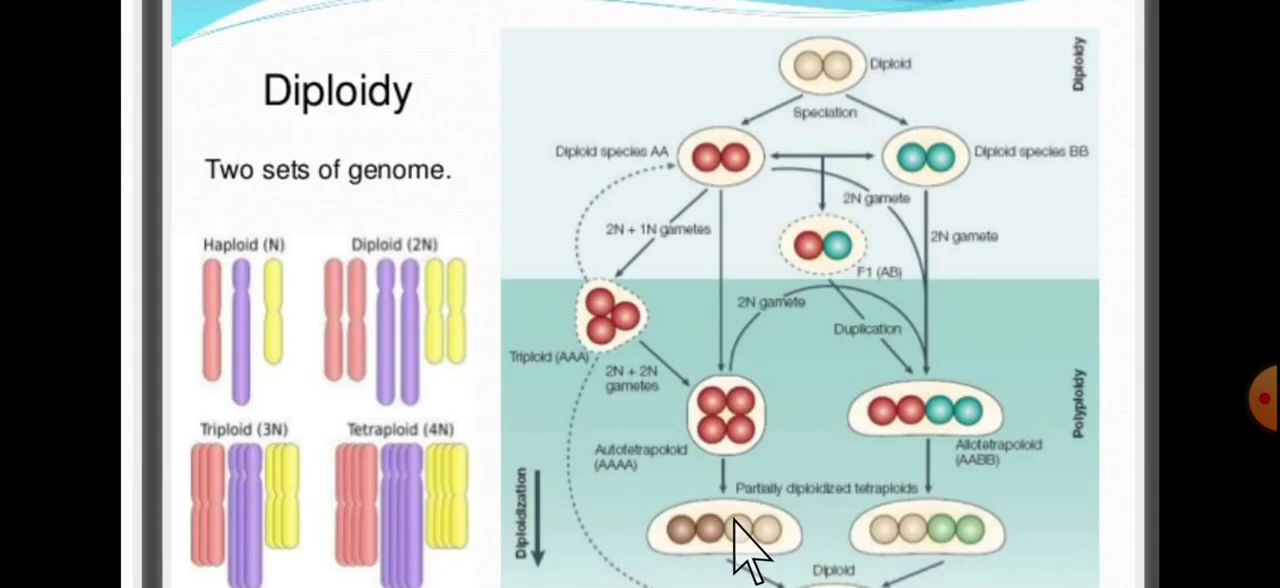 Diploidy
Two sets of genome.
Haploid (N)
Diploid (2N)
Triploid (3N)
Tetraploid (4N)
Diploid
Speciation
Diploid species AA
Diploid species BB
2N gamete
2N + 1N gametes
2N gamete
F1 (AB)
2N gamete
Duplication
Triploid (AAA)
2N + 2N
gametes
Autotetrapoloid
(AAAA)
Allotetrapoloid
(AABB)
Partially diploidized tetraploids
Diploid
Diploidy
Polyploidy
Diploidization